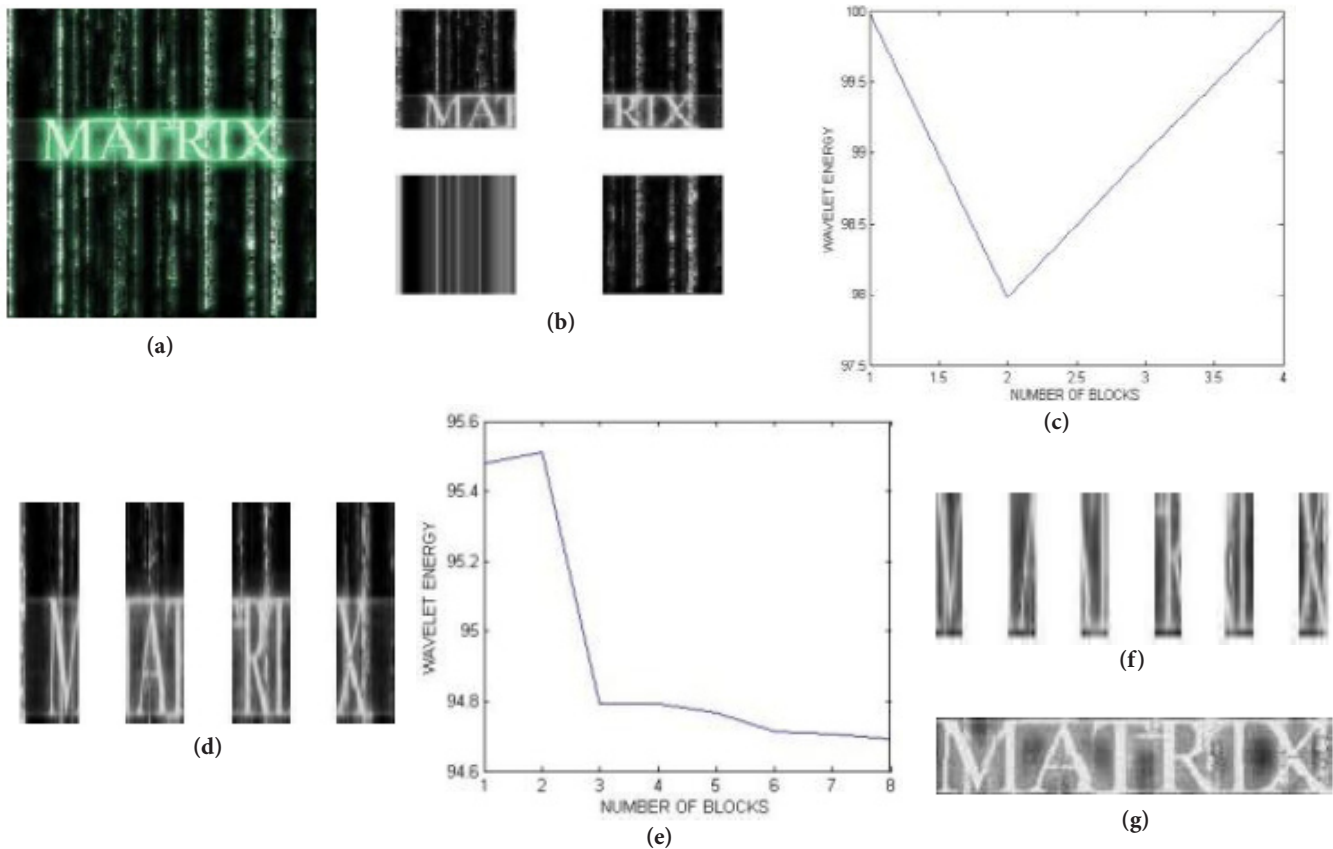 MATRIX
(a)
MAT
TRIX
(b)
WAVELET ENERGY
100
99.5
99
98.5
98
97.5
1
1.5
2
2.5
3
3.5
4
NUMBER OF BLOCKS
(c)
M
AT
RI
X
(d)
WAVELET ENERGY
95.6
95.4
95.2
95
94.8
94.6
1
2
3
4
5
6
7
8
NUMBER OF BLOCKS
(e)
(f)
MATRIX
(g)